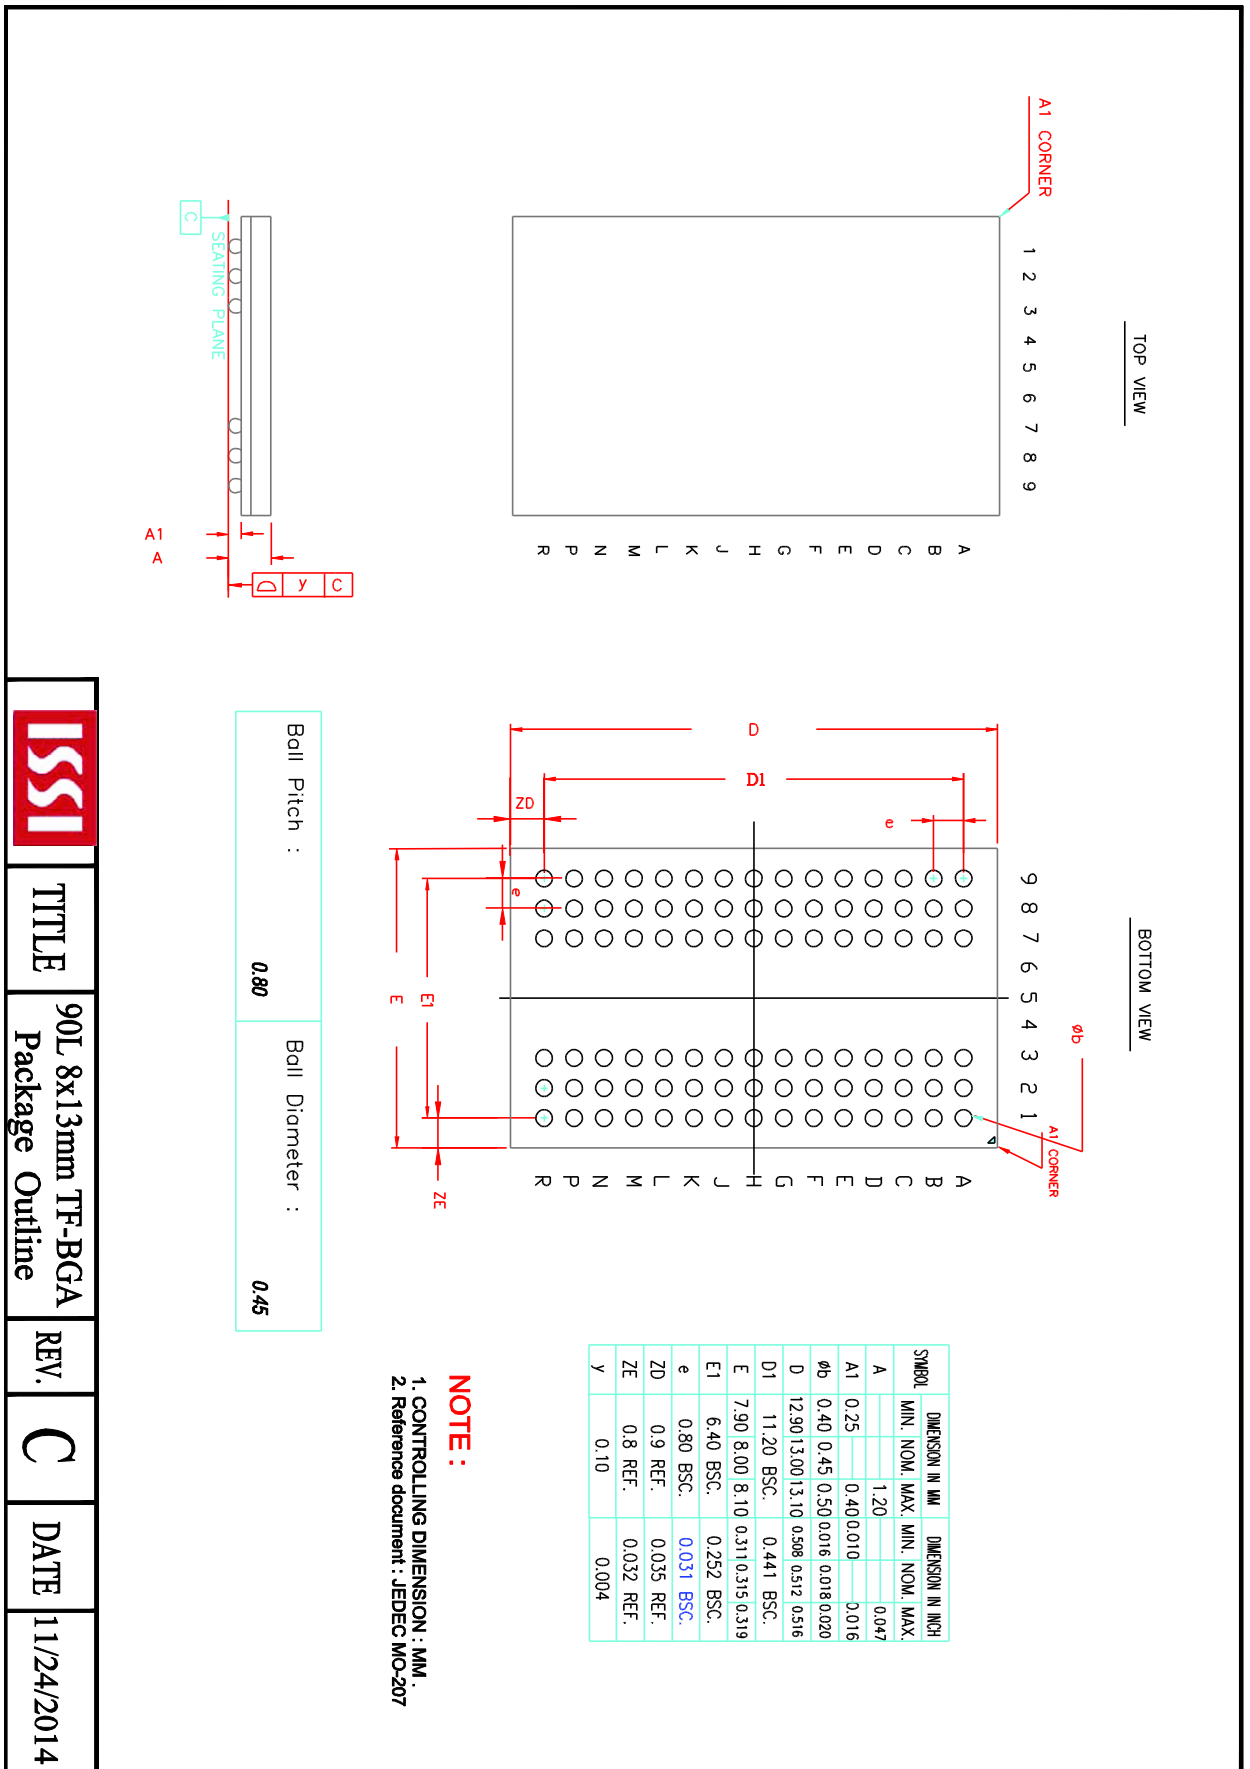 TOP VIEW
A1 CORNER
1 2 3 4 5 6 7 8 9
A
B
C
D
E
F
G
H
J
K
L
M
N
P
R
C
SEATING PLANE
A1
A
y C
BOTTOM VIEW
Øb
A1 CORNER
9 8 7 6 5 4 3 2 1
A
B
C
D
E
F
G
H
J
K
L
M
N
P
R
e
D
D1
ZD
e
E1
E
ZE
SYMBOL DIMENSION IN MM DIMENSION IN INCH
MIN. NOM. MAX. MIN. NOM. MAX.
A 1.20 0.047
A1 0.25 0.40 0.010 0.016
Øb 0.40 0.45 0.50 0.016 0.018 0.020
D 12.90 13.00 13.10 0.508 0.512 0.516
D1 11.20 BSC. 0.441 BSC.
E 7.90 8.00 8.10 0.311 0.315 0.319
E1 6.40 BSC. 0.252 BSC.
e 0.80 BSC. 0.031 BSC.
ZD 0.9 REF. 0.035 REF.
ZE 0.8 REF. 0.032 REF.
y 0.10 0.004
NOTE :
1. CONTROLLING DIMENSION : MM .
2. Reference document : JEDEC MO-207
Ball Pitch :
0.80
Ball Diameter :
0.45
ISSI
TITLE
90L 8x13mm TF-BGA
Package Outline
REV.
C
DATE
11/24/2014